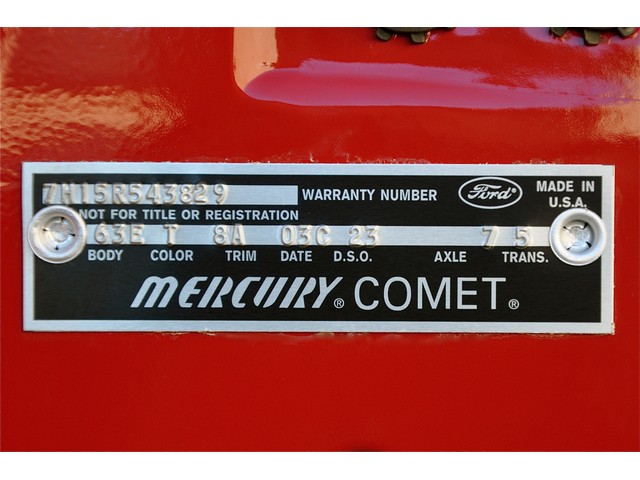 7H15R543829 WARRANTY NUMBER Ford MADE IN U.S.A.
NOT FOR TITLE OR REGISTRATION
63E T 8A 03C 23 7 5
BODY COLOR TRIM DATE D.S.O. AXLE TRANS.
MERCURY® COMET®